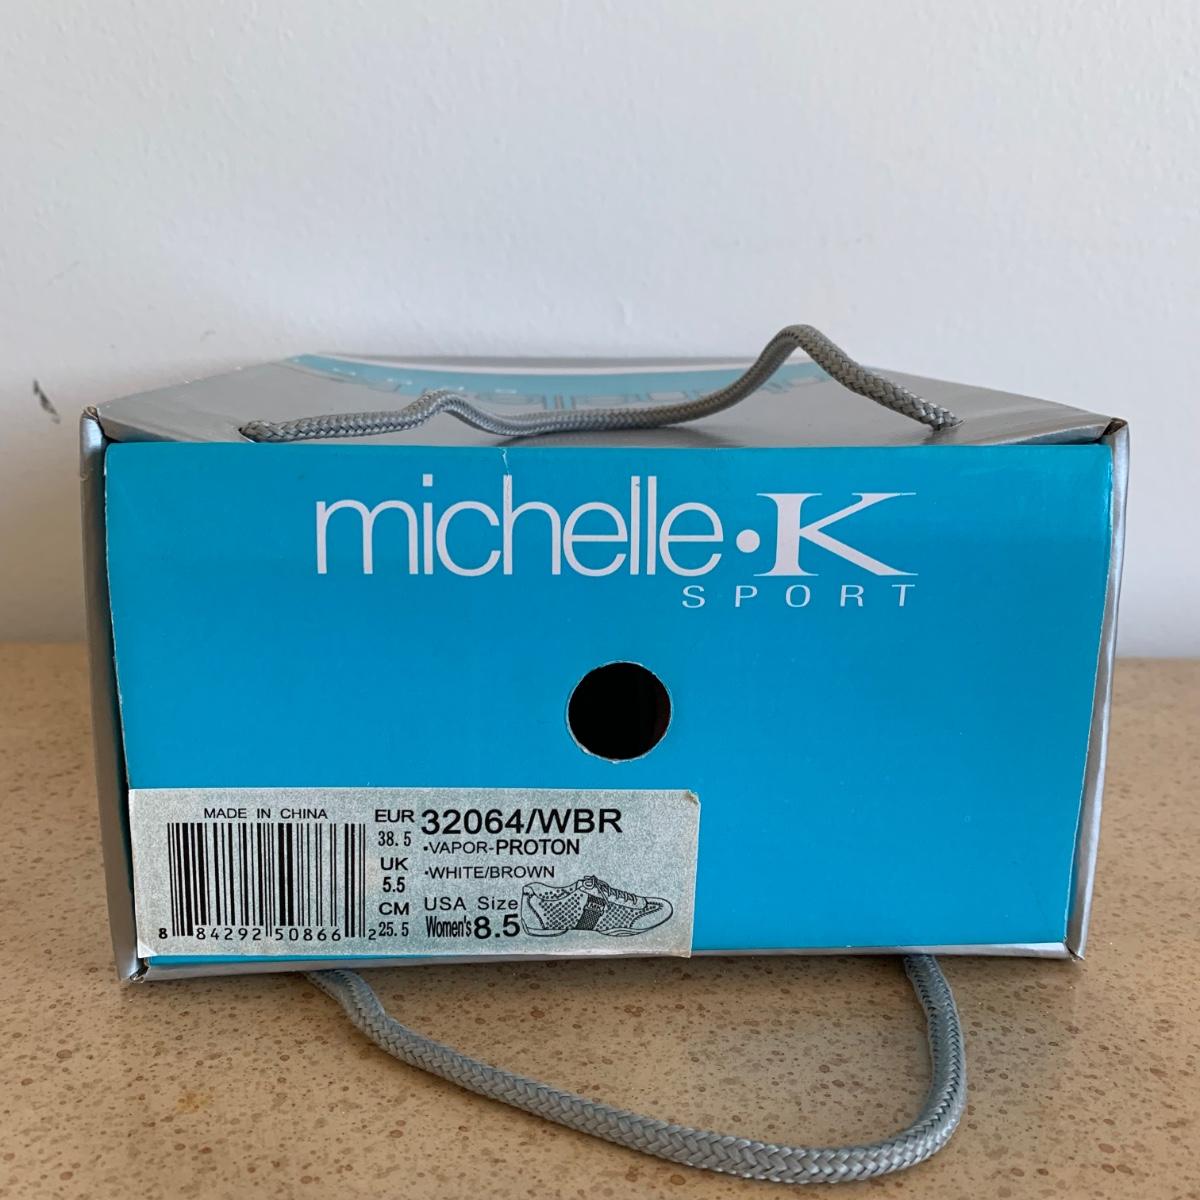 michelle•K
SPORT
MADE IN CHINA
8 84292 50866 2
EUR
38.5
UK
5.5
CM
25.5
32064/WBR
•VAPOR-PROTON
•WHITE/BROWN
USA Size
Women's 8.5